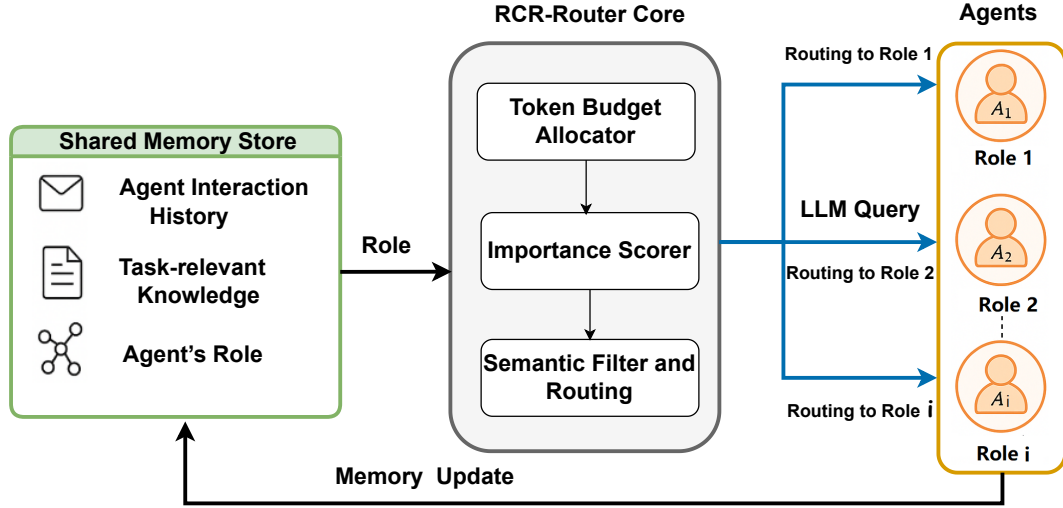 RCR-Router Core
Agents
Shared Memory Store
Agent Interaction
History
Task-relevant
Knowledge
Agent's Role
Role
Token Budget
Allocator
Importance Scorer
Semantic Filter and
Routing
Routing to Role 1
LLM Query
Routing to Role 2
Routing to Role i
A₁
Role 1
A₂
Role 2
Aᵢ
Role i
Memory Update